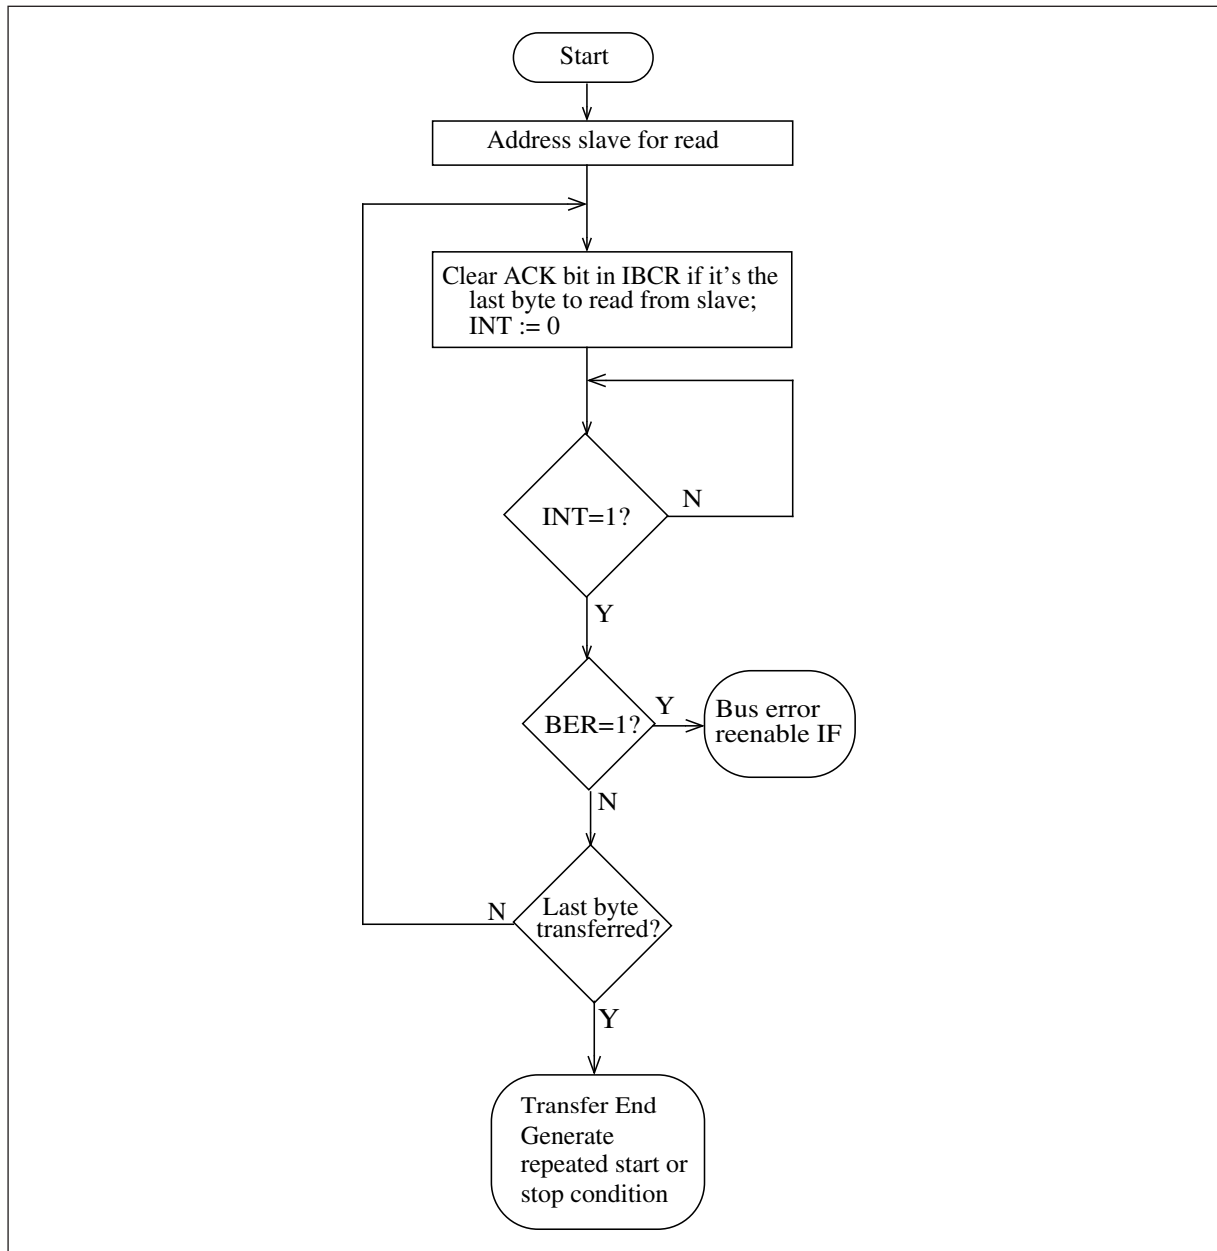 Start
Address slave for read
Clear ACK bit in IBCR if it's the
last byte to read from slave;
INT := 0
INT=1?
N
Y
BER=1?
Y
Bus error
reenable IF
N
Last byte
transferred?
N
Y
Transfer End
Generate
repeated start or
stop condition